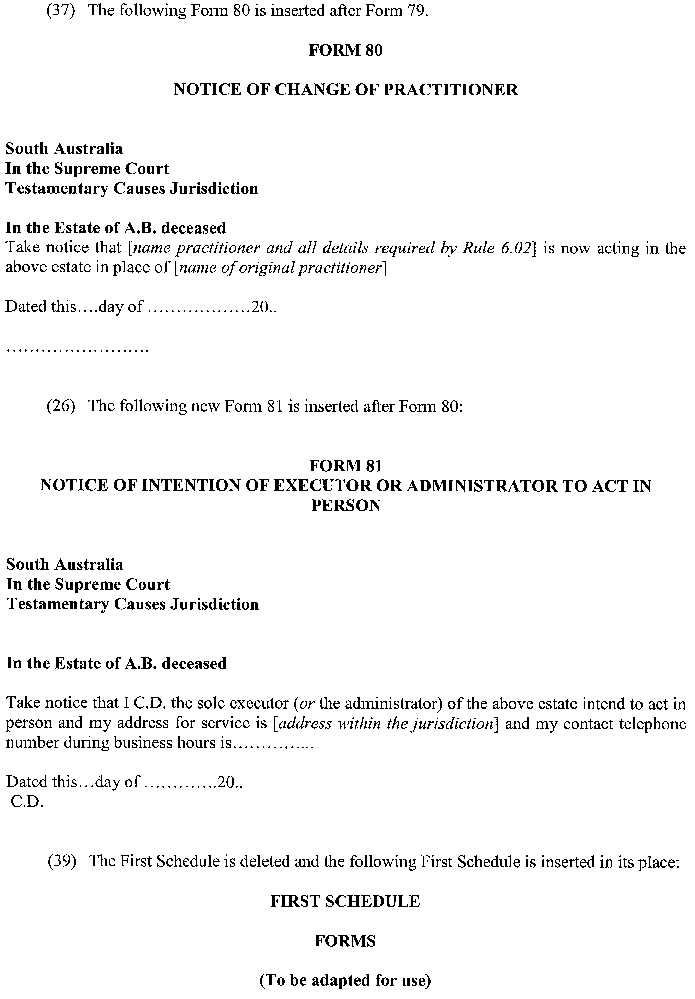 (37) The following Form 80 is inserted after Form 79.
FORM 80
NOTICE OF CHANGE OF PRACTITIONER
South Australia
In the Supreme Court
Testamentary Causes Jurisdiction
In the Estate of A.B. deceased
Take notice that [name practitioner and all details required by Rule 6.02] is now acting in the
above estate in place of [name of original practitioner]
Dated this....day of ..................20..
.........................
(26) The following new Form 81 is inserted after Form 80:
FORM 81
NOTICE OF INTENTION OF EXECUTOR OR ADMINISTRATOR TO ACT IN
PERSON
South Australia
In the Supreme Court
Testamentary Causes Jurisdiction
In the Estate of A.B. deceased
Take notice that I C.D. the sole executor (or the administrator) of the above estate intend to act in
person and my address for service is [address within the jurisdiction] and my contact telephone
number during business hours is...............
Dated this...day of .............20..
C.D.
(39) The First Schedule is deleted and the following First Schedule is inserted in its place:
FIRST SCHEDULE
FORMS
(To be adapted for use)